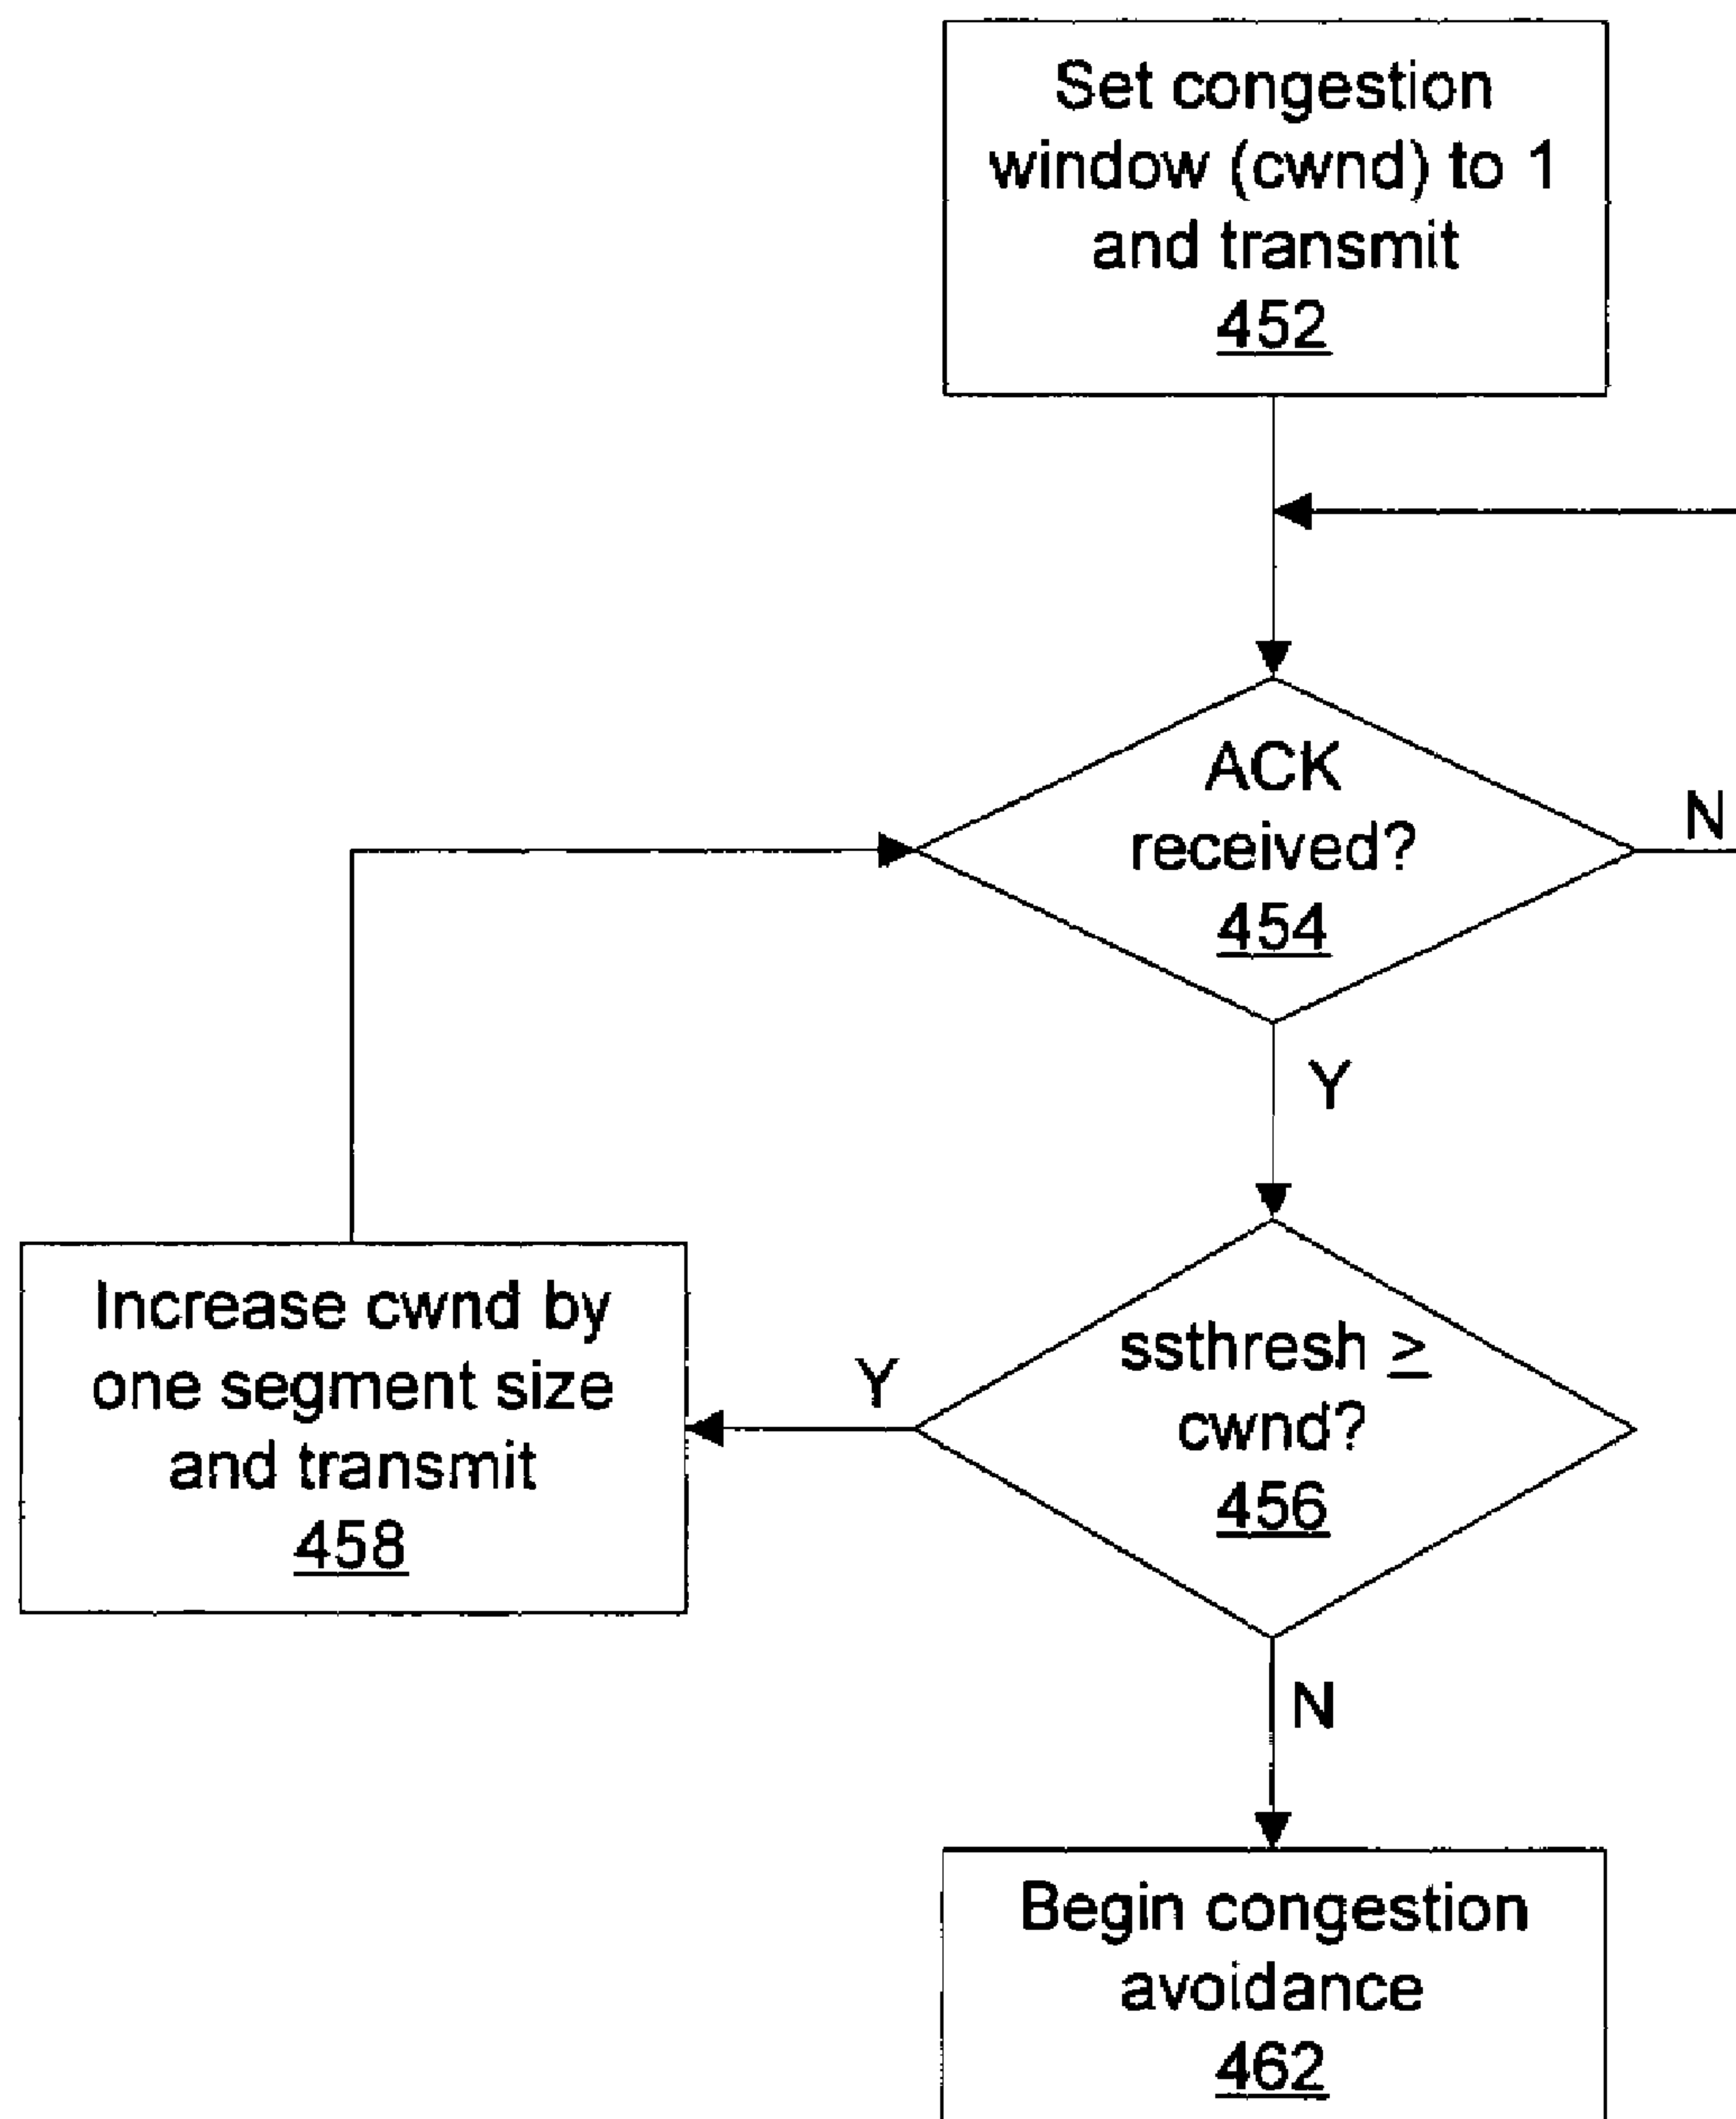 Set congestion
window (cwnd) to 1
and transmit
452
ACK
received?
454
N
Y
Increase cwnd by
one segment size
and transmit
458
Y
ssthresh ≥
cwnd?
456
N
Begin congestion
avoidance
462